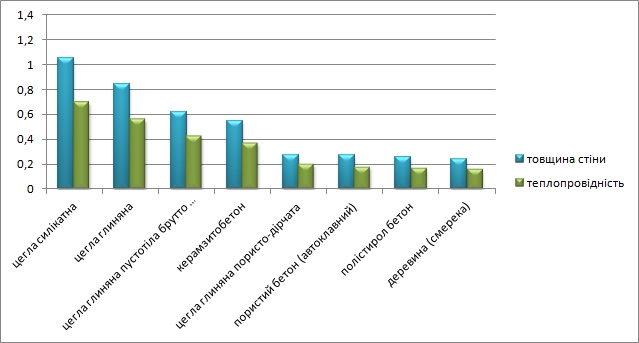 1,4
1,2
1
0,8
0,6
0,4
0,2
0
цегла силікатна
цегла глиняна
цегла глиняна пустотіла брутто ...
керамзитобетон
цегла глиняна пористо-дірчата
пористий бетон (автоклавний)
полістирол бетон
деревина (смерека)
товщина стіни
теплопровідність